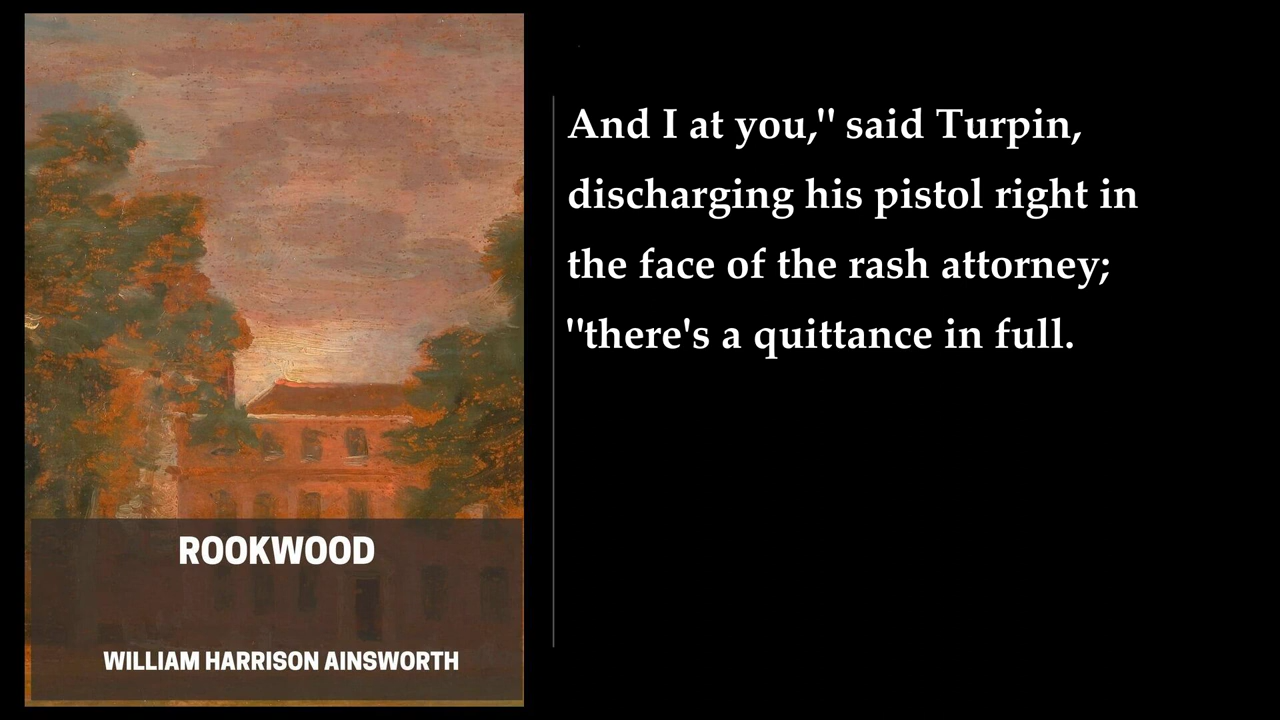 ROOKWOOD
WILLIAM HARRISON AINSWORTH
And I at you," said Turpin,
discharging his pistol right in
the face of the rash attorney;
"there's a quittance in full.